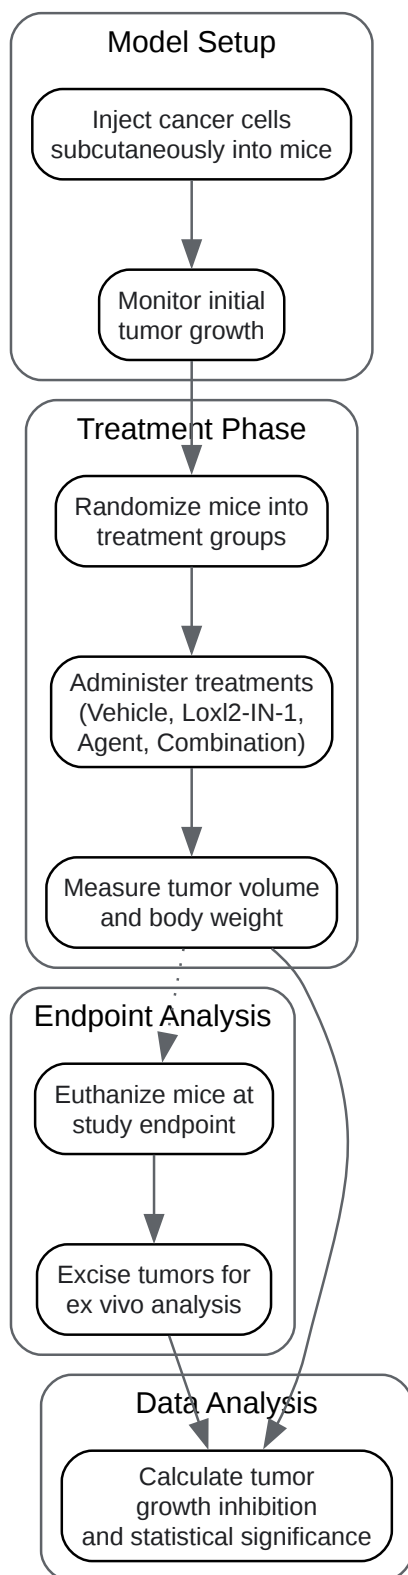 Model Setup
Inject cancer cells
subcutaneously into mice
Monitor initial
tumor growth
Treatment Phase
Randomize mice into
treatment groups
Administer treatments
(Vehicle, Loxl2-IN-1,
Agent, Combination)
Measure tumor volume
and body weight
Endpoint Analysis
Euthanize mice at
study endpoint
Excise tumors for
ex vivo analysis
Data Analysis
Calculate tumor
growth inhibition
and statistical significance